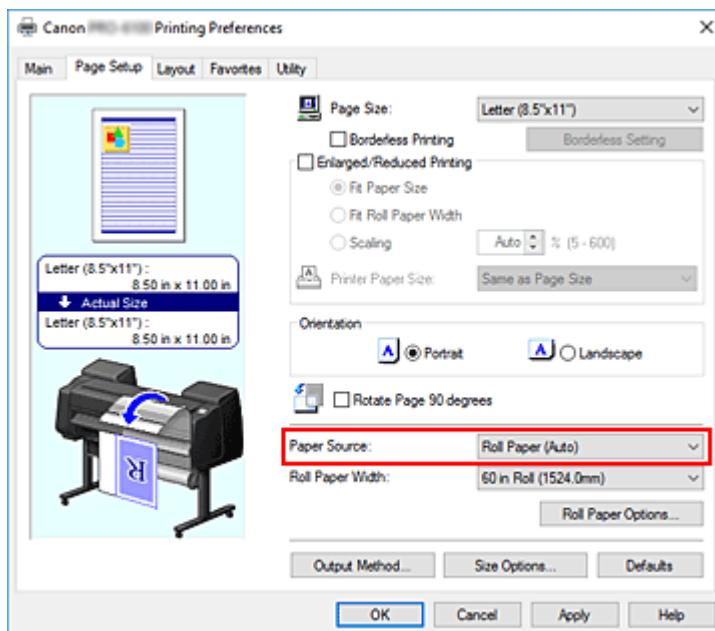 Canon Printing Preferences
Main Page Setup Layout Favorites Utility
Page Size: Letter (8.5"x11")
Borderless Printing Borderless Setting
Enlarged/Reduced Printing
Fit Paper Size
Fit Roll Paper Width
Scaling Auto % (5 - 600)
Printer Paper Size: Same as Page Size
Letter (8.5"x11") :
8.50 in x 11.00 in
Actual Size
Letter (8.5"x11") :
8.50 in x 11.00 in
Orientation
A Portrait A Landscape
Rotate Page 90 degrees
Paper Source: Roll Paper (Auto)
Roll Paper Width: 60 in Roll (1524.0mm)
Roll Paper Options...
R
Output Method... Size Options... Defaults
OK Cancel Apply Help